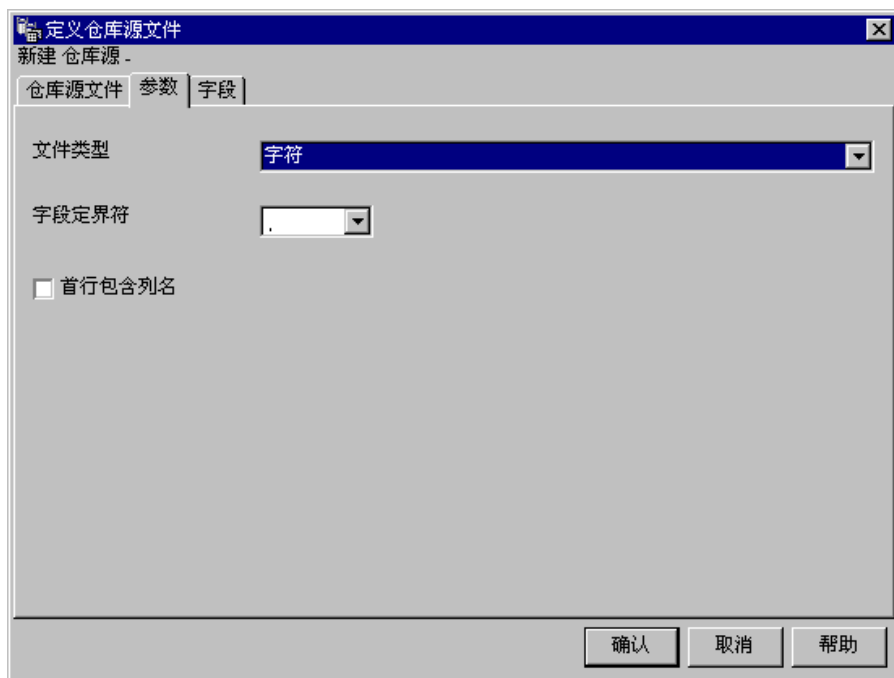 定义仓库源文件
新建 仓库源 -
仓库源文件 参数 字段
文件类型 字符
字段定界符 ,
首行包含列名
确认 取消 帮助